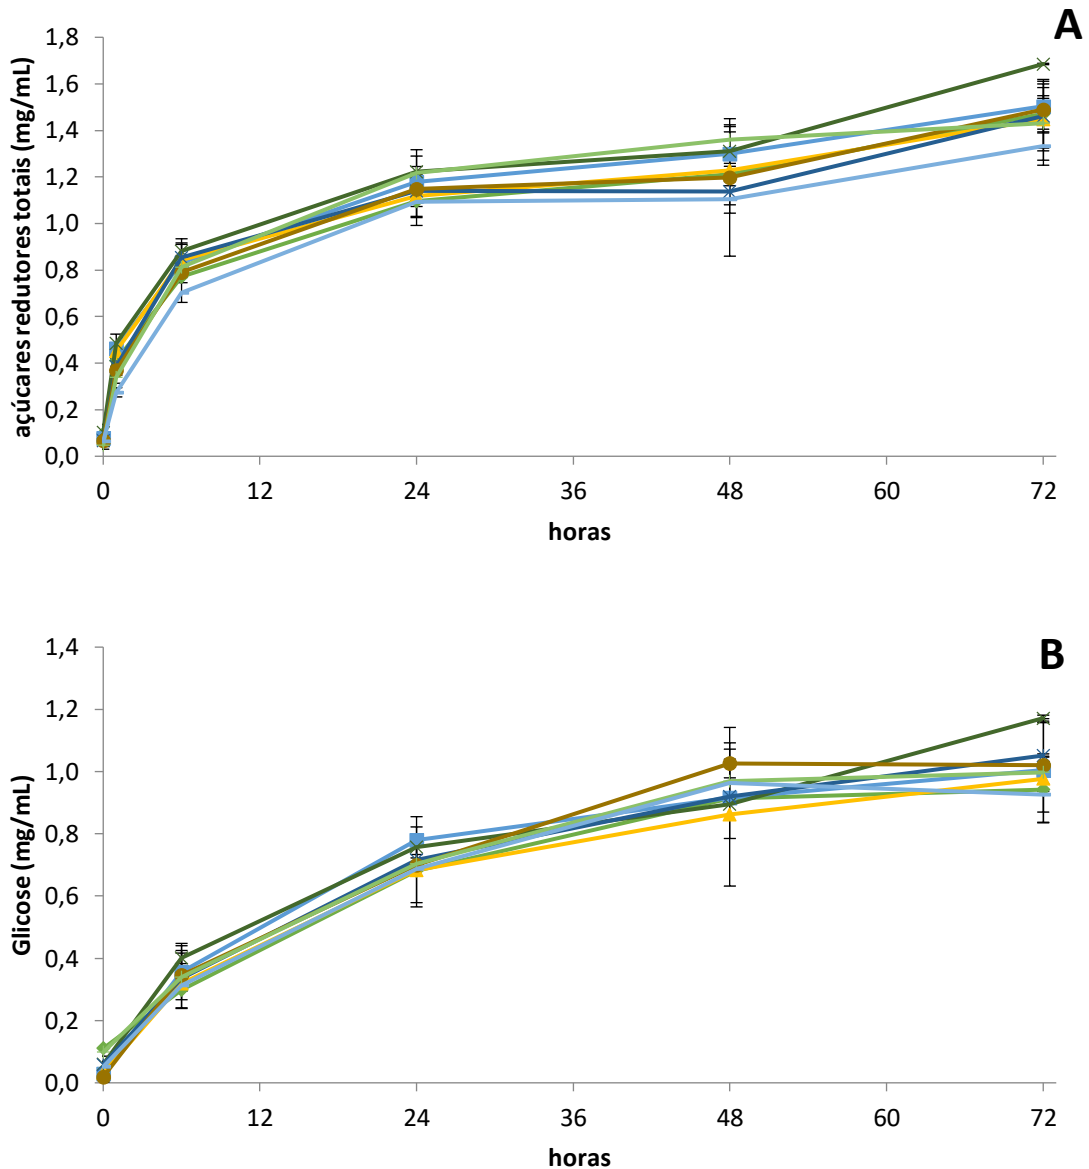 A
açúcares redutores totais (mg/mL)
1,8
1,6
1,4
1,2
1,0
0,8
0,6
0,4
0,2
0,0
0 12 24 36 48 60 72
horas
B
Glicose (mg/mL)
1,4
1,2
1,0
0,8
0,6
0,4
0,2
0,0
0 12 24 36 48 60 72
horas